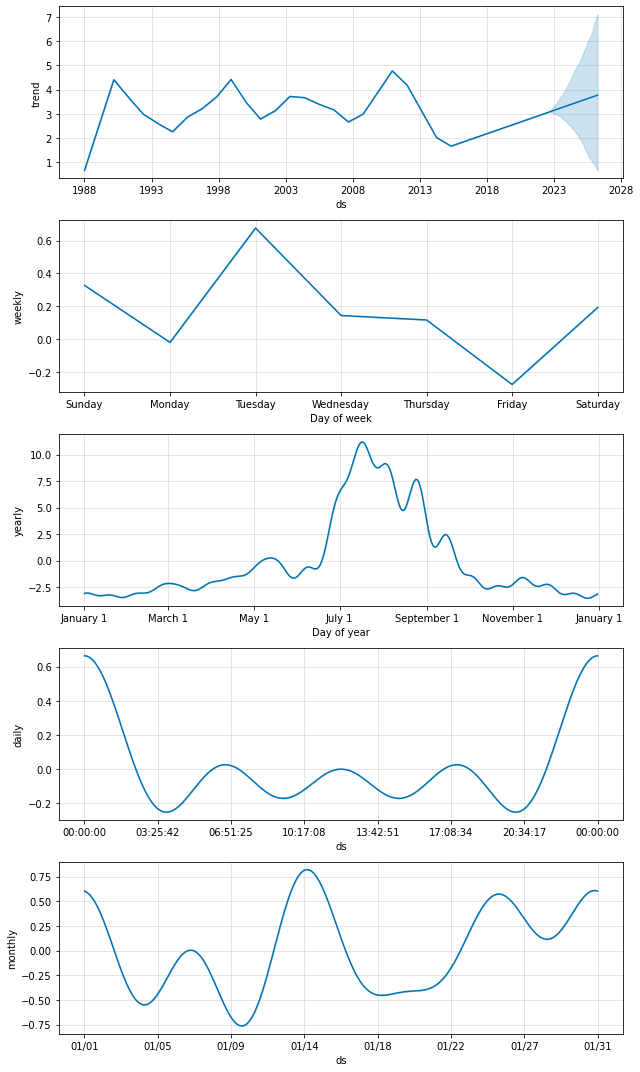 7
6
5
4
3
2
1
trend
1988 1993 1998 2003 2008 2013 2018 2023 2028
ds
0.6
0.4
0.2
0.0
−0.2
weekly
Sunday Monday Tuesday Wednesday Thursday Friday Saturday
Day of week
10.0
7.5
5.0
2.5
0.0
−2.5
yearly
January 1 March 1 May 1 July 1 September 1 November 1 January 1
Day of year
0.6
0.4
0.2
0.0
−0.2
daily
00:00:00 03:25:42 06:51:25 10:17:08 13:42:51 17:08:34 20:34:17 00:00:00
ds
0.75
0.50
0.25
0.00
−0.25
−0.50
−0.75
monthly
01/01 01/05 01/09 01/14 01/18 01/22 01/27 01/31
ds